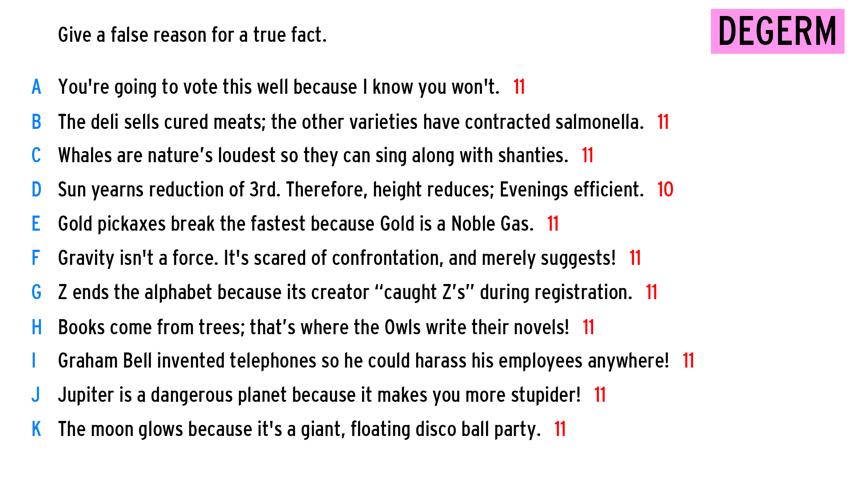 Give a false reason for a true fact.
DEGERM
A You're going to vote this well because I know you won't. 11
B The deli sells cured meats; the other varieties have contracted salmonella. 11
C Whales are nature’s loudest so they can sing along with shanties. 11
D Sun yearns reduction of 3rd. Therefore, height reduces; Evenings efficient. 10
E Gold pickaxes break the fastest because Gold is a Noble Gas. 11
F Gravity isn't a force. It's scared of confrontation, and merely suggests! 11
G Z ends the alphabet because its creator “caught Z’s” during registration. 11
H Books come from trees; that’s where the Owls write their novels! 11
I Graham Bell invented telephones so he could harass his employees anywhere! 11
J Jupiter is a dangerous planet because it makes you more stupider! 11
K The moon glows because it's a giant, floating disco ball party. 11